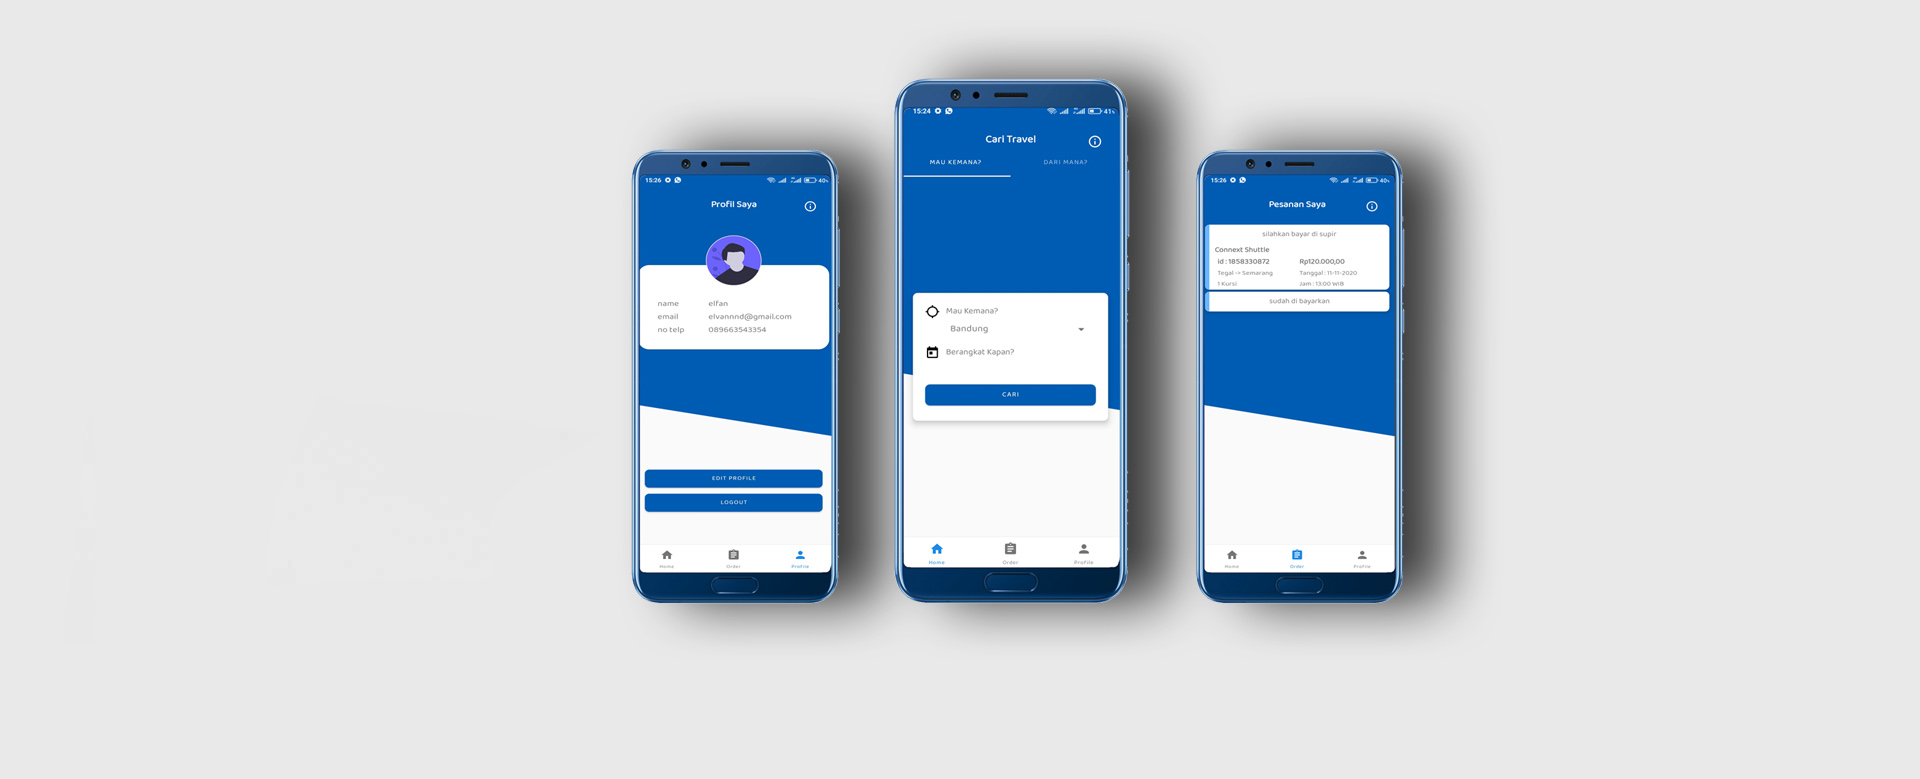 15:26
40%
Profil Saya
name elfan
email elvannnd@gmail.com
no telp 089663543354
EDIT PROFILE
LOGOUT
Home Order Profile
15:24
41%
Cari Travel
MAU KEMANA? DARI MANA?
Mau Kemana?
Bandung
Berangkat Kapan?
CARI
Home Order Profile
15:26
40%
Pesanan Saya
silahkan bayar di supir
Connext Shuttle
id : 1858330872 Rp120.000,00
Tegal -> Semarang Tanggal : 11-11-2020
1 Kursi Jam : 13:00 WIB
sudah di bayarkan
Home Order Profile